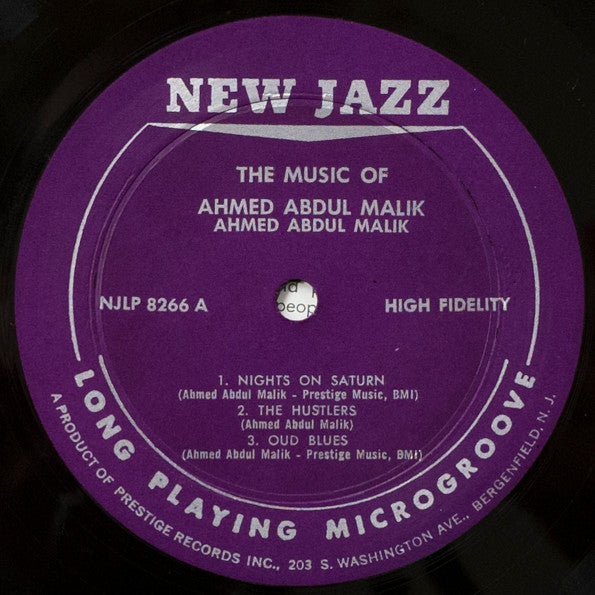 NEW JAZZ
THE MUSIC OF
AHMED ABDUL MALIK
AHMED ABDUL MALIK
NJLP 8266 A
HIGH FIDELITY
1. NIGHTS ON SATURN
(Ahmed Abdul Malik - Prestige Music, BMI)
2. THE HUSTLERS
(Ahmed Abdul Malik)
3. OUD BLUES
(Ahmed Abdul Malik - Prestige Music, BMI)
LONG PLAYING MICROGROOVE
A PRODUCT OF PRESTIGE RECORDS INC., 203 S. WASHINGTON AVE., BERGENFIELD, N. J.